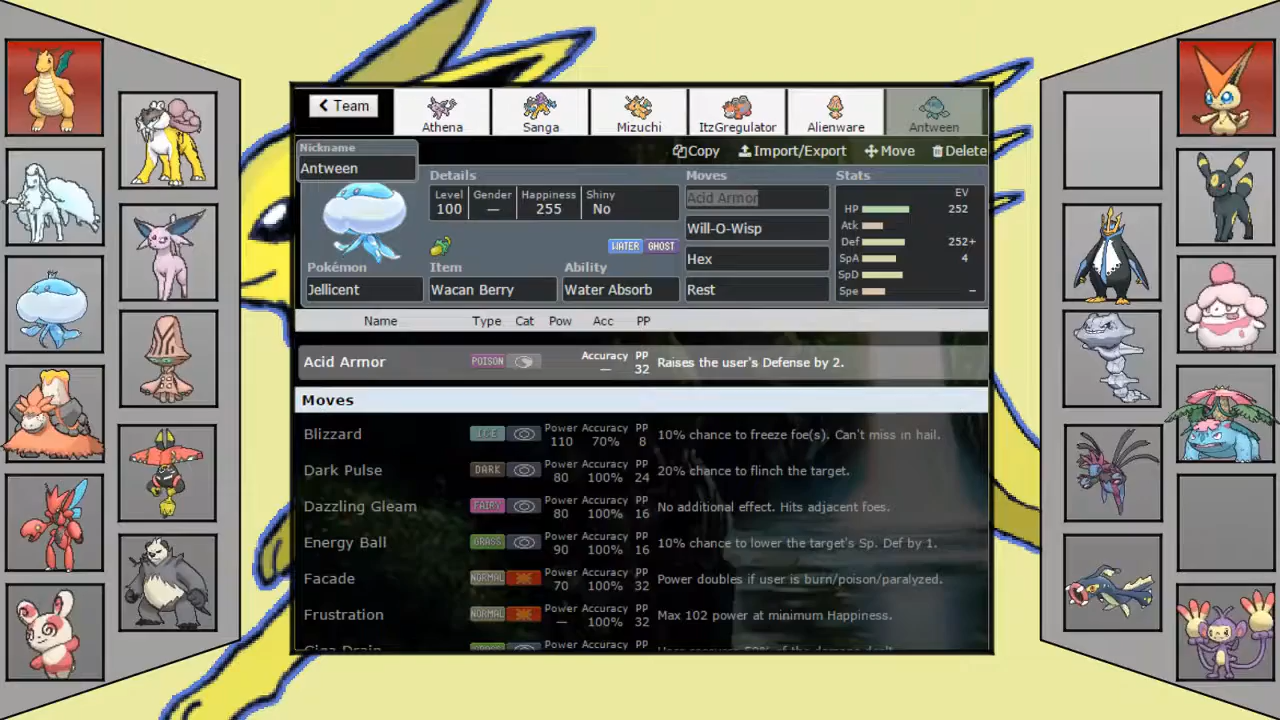 Team
Athena
Sanga
Mizuchi
ItzGregulator
Alienware
Antween
Copy
Import/Export
Move
Delete
Nickname
Antween
Details
Level
100
Gender
—
Happiness
255
Shiny
No
WATER
GHOST
Pokémon
Jellicent
Item
Wacan Berry
Ability
Water Absorb
Moves
Acid Armor
Will-O-Wisp
Hex
Rest
Stats
EV
HP 252
Atk
Def 252+
SpA 4
SpD
Spe –
Name Type Cat Pow Acc PP
Acid Armor POISON Accuracy — PP 32 Raises the user's Defense by 2.
Moves
Blizzard ICE Power 110 Accuracy 70% PP 8 10% chance to freeze foe(s). Can't miss in hail.
Dark Pulse DARK Power 80 Accuracy 100% PP 24 20% chance to flinch the target.
Dazzling Gleam FAIRY Power 80 Accuracy 100% PP 16 No additional effect. Hits adjacent foes.
Energy Ball GRASS Power 90 Accuracy 100% PP 16 10% chance to lower the target's Sp. Def by 1.
Facade NORMAL Power 70 Accuracy 100% PP 32 Power doubles if user is burn/poison/paralyzed.
Frustration NORMAL Power — Accuracy 100% PP 32 Max 102 power at minimum Happiness.
Giga Drain GRASS Power Accuracy PP